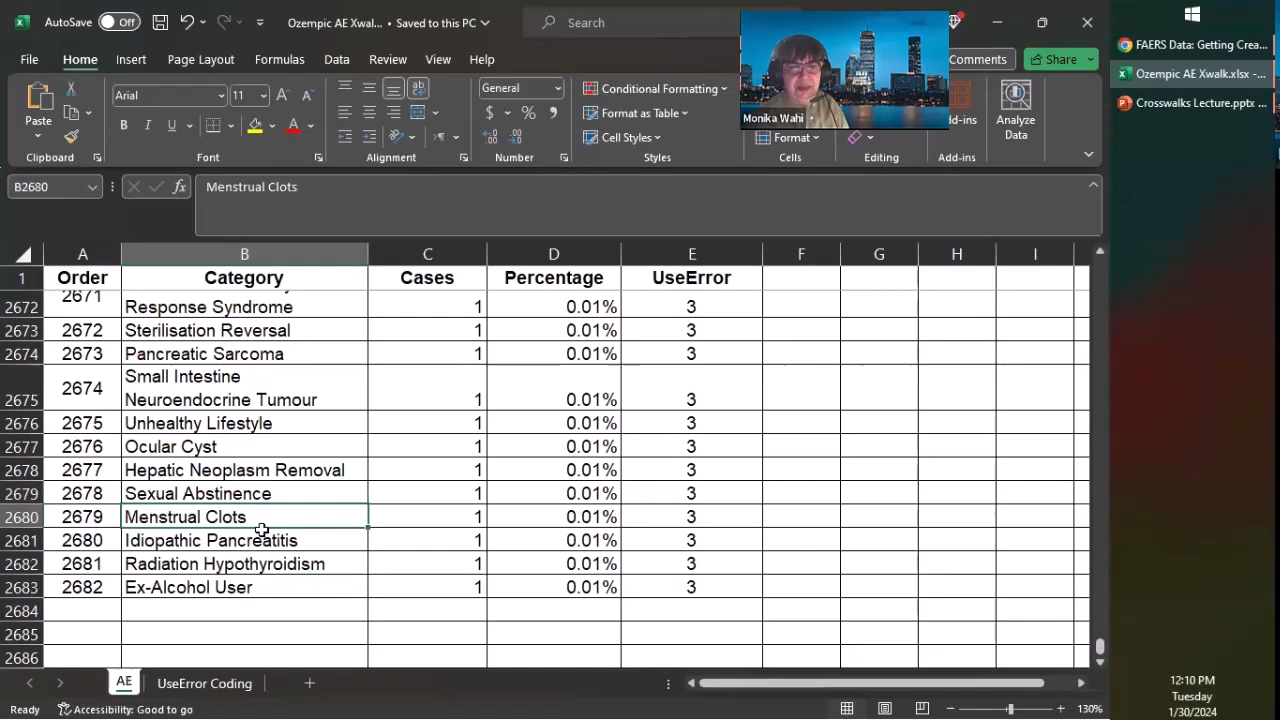 AutoSave Off Ozempic AE Xwalk... • Saved to this PC Search
FAERS Data: Getting Crea...
Ozempic AE Xwalk.xlsx -...
Crosswalks Lecture.pptx ...
File Home Insert Page Layout Formulas Data Review View Help Comments Share
Paste Arial 11 General Conditional Formatting
Format as Table
Cell Styles Format
Analyze
Data
Monika Wahi
Clipboard Font Alignment Number Styles Cells Editing Add-ins
B2680 fx Menstrual Clots
A B C D E F G H I
1 Order Category Cases Percentage UseError
2671
2672 Response Syndrome 1 0.01% 3
2673 2672 Sterilisation Reversal 1 0.01% 3
2674 2673 Pancreatic Sarcoma 1 0.01% 3
2674 Small Intestine
2675 Neuroendocrine Tumour 1 0.01% 3
2676 2675 Unhealthy Lifestyle 1 0.01% 3
2677 2676 Ocular Cyst 1 0.01% 3
2678 2677 Hepatic Neoplasm Removal 1 0.01% 3
2679 2678 Sexual Abstinence 1 0.01% 3
2680 2679 Menstrual Clots 1 0.01% 3
2681 2680 Idiopathic Pancreatitis 1 0.01% 3
2682 2681 Radiation Hypothyroidism 1 0.01% 3
2683 2682 Ex-Alcohol User 1 0.01% 3
2684
2685
2686
AE UseError Coding
Ready Accessibility: Good to go 130%
12:10 PM
Tuesday
1/30/2024